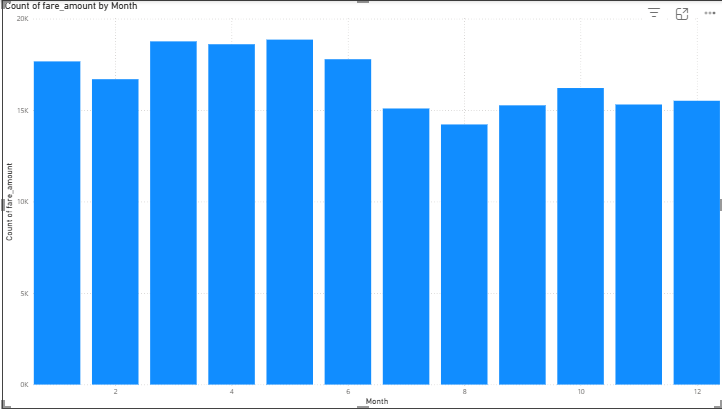 Count of fare_amount by Month
20K
15K
10K
5K
0K
Count of fare_amount
2 4 6 8 10 12
Month